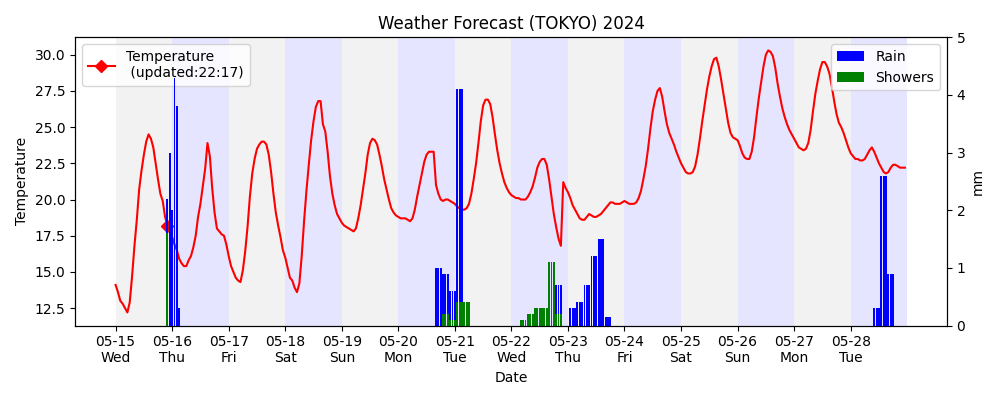 Weather Forecast (TOKYO) 2024
Temperature
(updated:22:17)
Rain
Showers
30.0
27.5
25.0
22.5
20.0
17.5
15.0
12.5
Temperature
5
4
3
2
1
0
mm
05-15 05-16 05-17 05-18 05-19 05-20 05-21 05-22 05-23 05-24 05-25 05-26 05-27 05-28
Wed Thu Fri Sat Sun Mon Tue Wed Thu Fri Sat Sun Mon Tue
Date